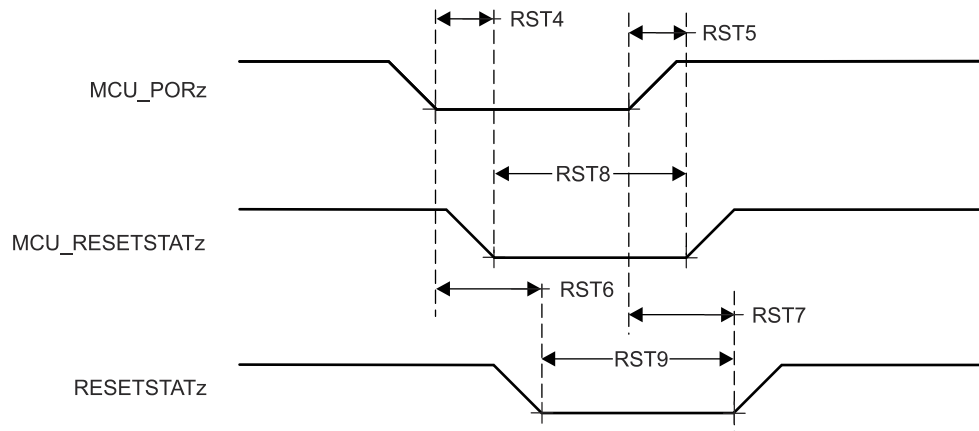 RST4
RST5
MCU_PORz
RST8
MCU_RESETSTATz
RST6
RST7
RST9
RESETSTATz